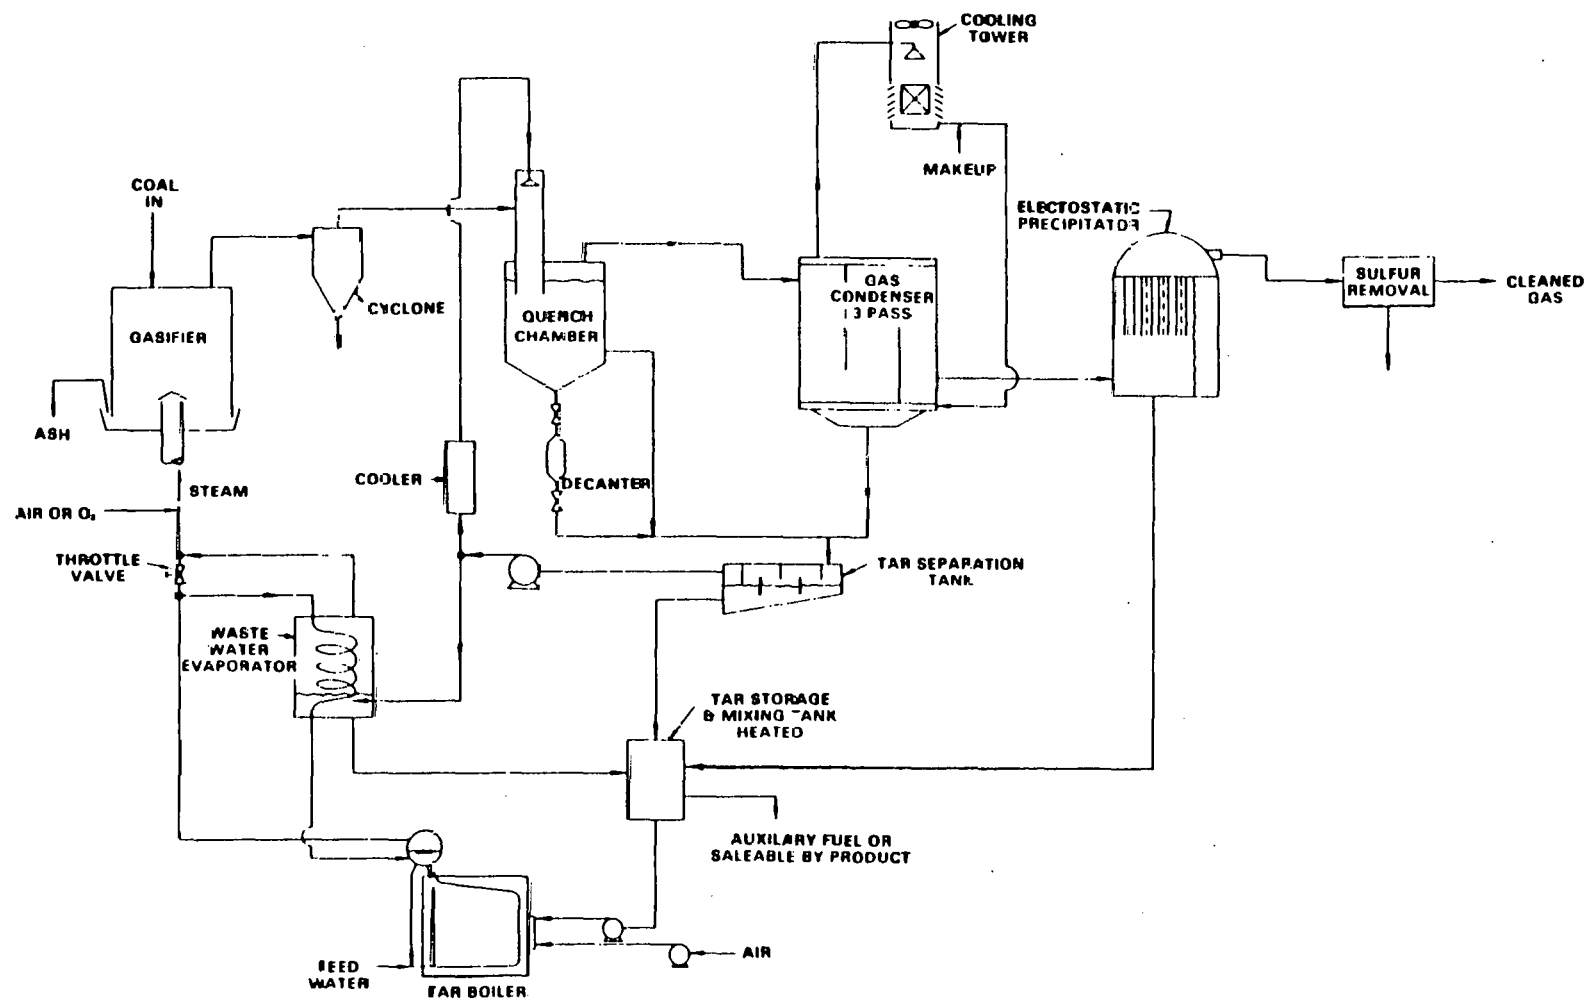 COOLING
TOWER
MAKEUP
COAL
IN
ELECTOSTATIC
PRECIPITATOR
GASIFIER
CYCLONE
QUENCH
CHAMBER
GAS
CONDENSER
3 PASS
SULFUR
REMOVAL
CLEANED
GAS
ASH
COOLER
DECANTER
STEAM
AIR OR O₂
THROTTLE
VALVE
TAR SEPARATION
TANK
WASTE
WATER
EVAPORATOR
TAR STORAGE
& MIXING TANK
HEATED
AUXILARY FUEL OR
SALEABLE BY PRODUCT
AIR
FEED
WATER
TAR BOILER